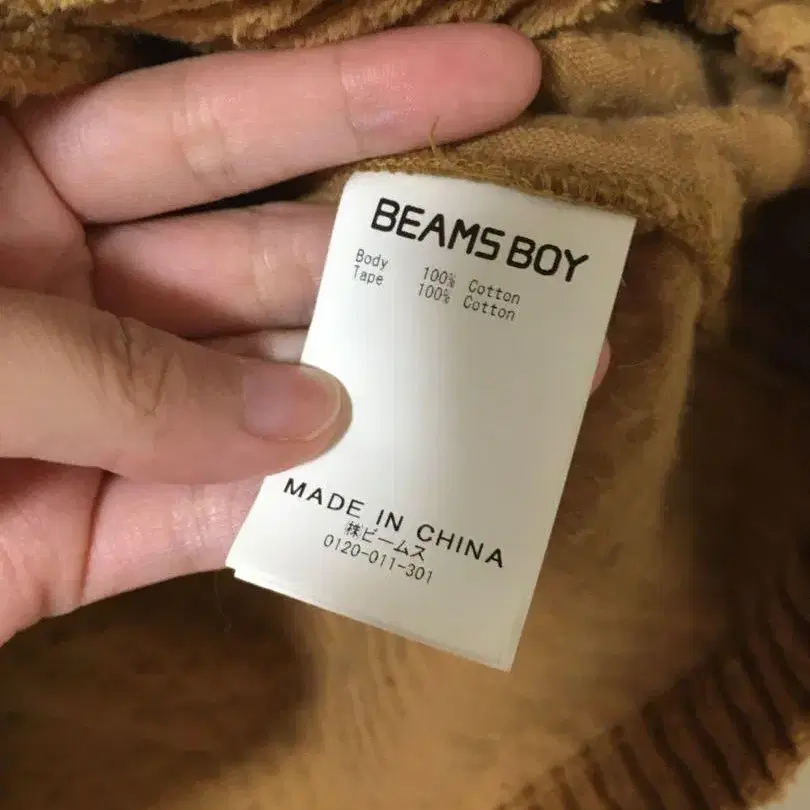 BEAMS BOY
Body 100% Cotton
Tape 100% Cotton
MADE IN CHINA
㈱ビームス
0120-011-301